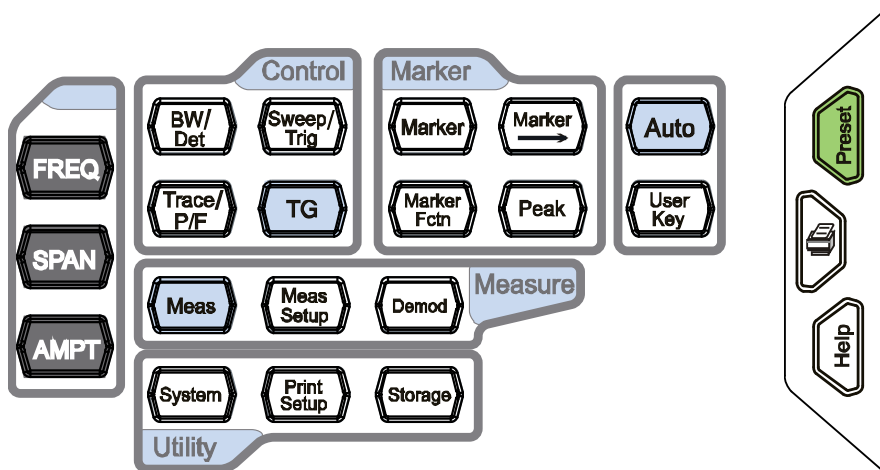 Control
Marker
BW/
Det
Sweep/
Trig
Marker
Marker
Auto
Preset
FREQ
Trace/
P/F
TG
Marker
Fctn
Peak
User
Key
SPAN
Meas
Meas
Setup
Demod
Measure
AMPT
System
Print
Setup
Storage
Help
Utility